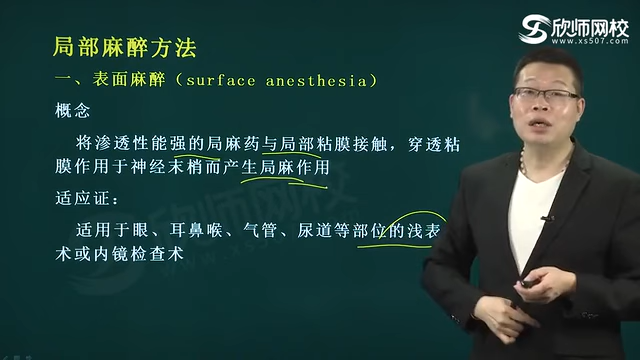 欣师网校
www.xs507.com
局部麻醉方法
一、表面麻醉（surface anesthesia）
概念
将渗透性能强的局麻药与局部粘膜接触，穿透粘
膜作用于神经末梢而产生局麻作用
适应证：
适用于眼、耳鼻喉、气管、尿道等部位的浅表
术或内镜检查术
欣师网校